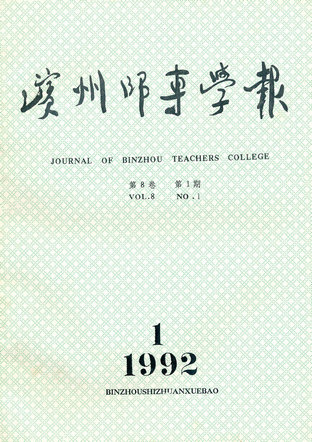 滨州师专学報
JOURNAL OF BINZHOU TEACHERS COLLEGE
第8卷 第1期
VOL.8 NO.1
1
1992
BINZHOUSHIZHUANXUEBAO